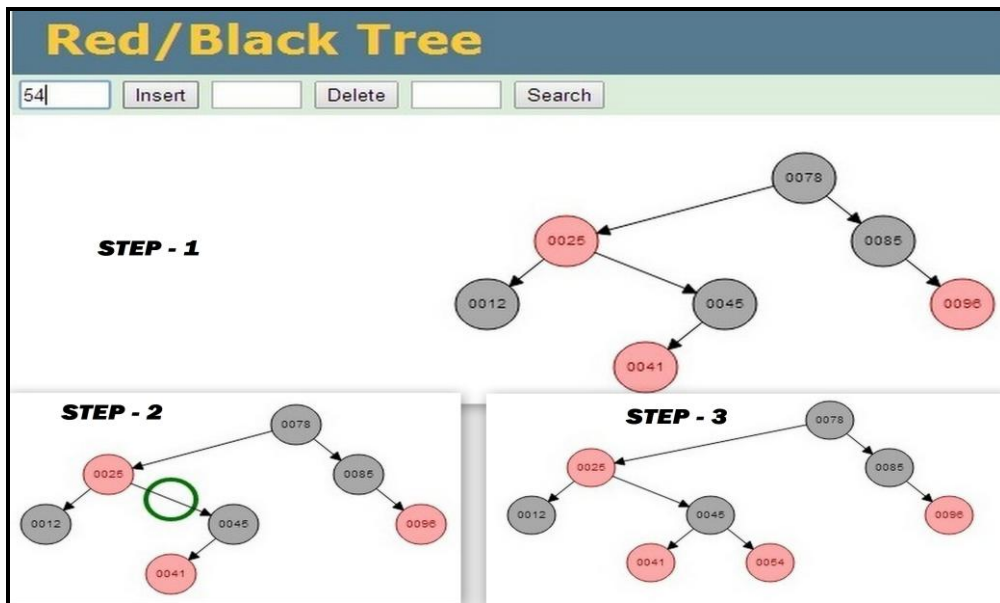 Red/Black Tree
54 Insert Delete Search
STEP - 1
0078
0025 0085
0012 0045 0096
0041
STEP - 2
0078
0025 0085
0012 0045 0096
0041
STEP - 3
0078
0025 0085
0012 0045 0096
0041 0054